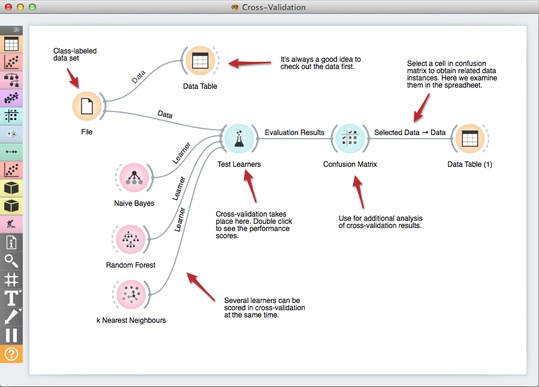 Cross-Validation
Class-labeled
data set
Data
Data Table
It's always a good idea to
check out the data first.
Select a cell in confusion
matrix to obtain related data
instances. Here we examine
them in the spreadheet.
File
Data
Learner
Test Learners
Evaluation Results
Confusion Matrix
Selected Data → Data
Data Table (1)
Naive Bayes
Learner
Learner
Random Forest
k Nearest Neighbours
Cross-validation takes
place here. Double click
to see the performance
scores.
Use for additional analysis
of cross-validation results.
Several learners can be
scored in cross-validation
at the same time.